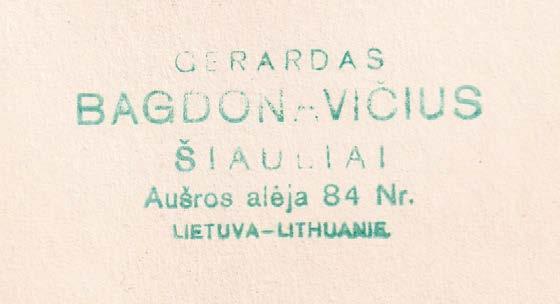 GERARDAS
BAGDONAVIČIUS
ŠIAULIAI
Aušros alėja 84 Nr.
LIETUVA-LITHUANIE.